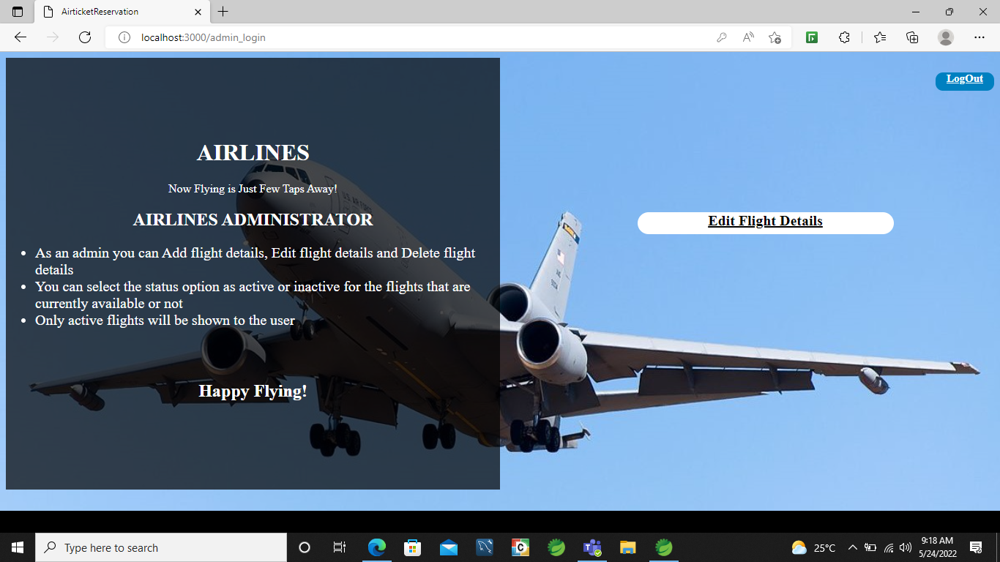 AirticketReservation
localhost:3000/admin_login
LogOut
AIRLINES
Now Flying is Just Few Taps Away!
AIRLINES ADMINISTRATOR
As an admin you can Add flight details, Edit flight details and Delete flight
details
You can select the status option as active or inactive for the flights that are
currently available or not
Only active flights will be shown to the user
Happy Flying!
Edit Flight Details
Type here to search
25°C
9:18 AM
5/24/2022